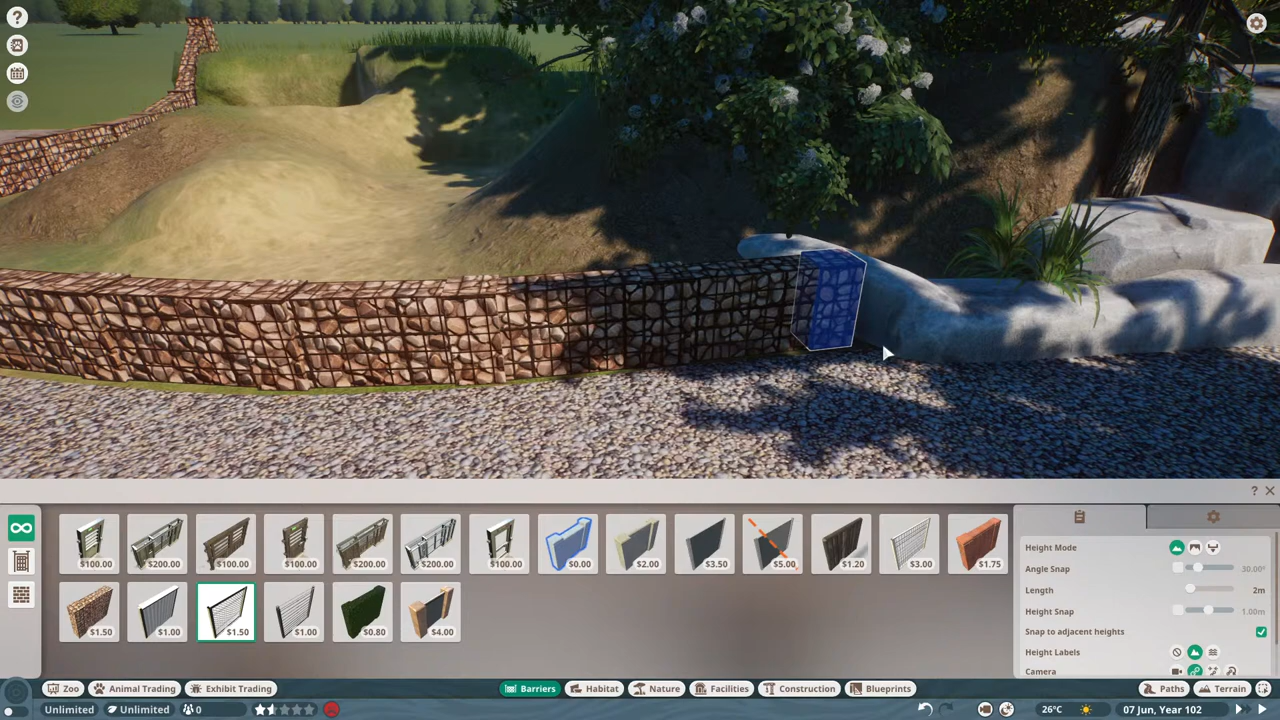 ?
? ×
$100.00 $200.00 $100.00 $100.00 $200.00 $200.00 $100.00 $0.00 $2.00 $3.50 $5.00 $1.20 $3.00 $1.75
$1.50 $1.00 $1.50 $1.00 $0.80 $4.00
Height Mode
Angle Snap 30.00°
Length 2m
Height Snap 1.00m
Snap to adjacent heights
Height Labels
Camera
Zoo Animal Trading Exhibit Trading Barriers Habitat Nature Facilities Construction Blueprints Paths Terrain
Unlimited Unlimited 0 26°C 07 Jun, Year 102